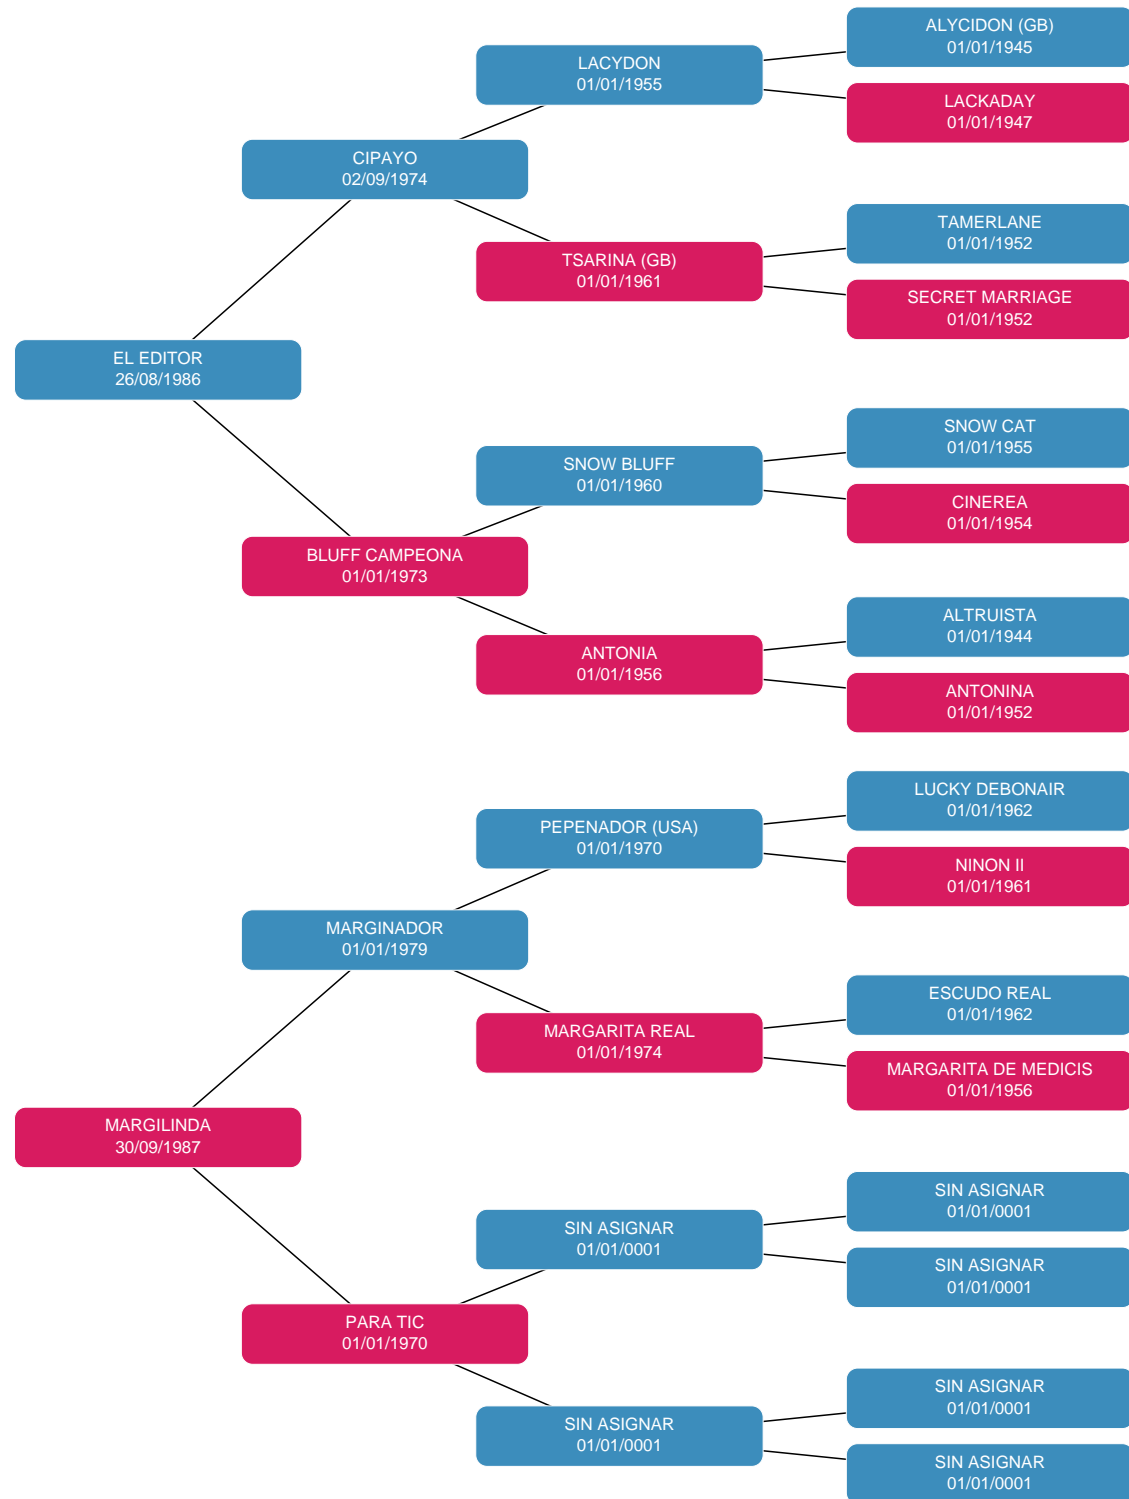 ALYCIDON (GB)
01/01/1945
LACYDON
01/01/1955
LACKADAY
01/01/1947
CIPAYO
02/09/1974
TAMERLANE
01/01/1952
TSARINA (GB)
01/01/1961
SECRET MARRIAGE
01/01/1952
EL EDITOR
26/08/1986
SNOW CAT
01/01/1955
SNOW BLUFF
01/01/1960
CINEREA
01/01/1954
BLUFF CAMPEONA
01/01/1973
ALTRUISTA
01/01/1944
ANTONIA
01/01/1956
ANTONINA
01/01/1952
LUCKY DEBONAIR
01/01/1962
PEPENADOR (USA)
01/01/1970
NINON II
01/01/1961
MARGINADOR
01/01/1979
ESCUDO REAL
01/01/1962
MARGARITA REAL
01/01/1974
MARGARITA DE MEDICIS
01/01/1956
MARGILINDA
30/09/1987
SIN ASIGNAR
01/01/0001
SIN ASIGNAR
01/01/0001
SIN ASIGNAR
01/01/0001
PARA TIC
01/01/1970
SIN ASIGNAR
01/01/0001
SIN ASIGNAR
01/01/0001
SIN ASIGNAR
01/01/0001